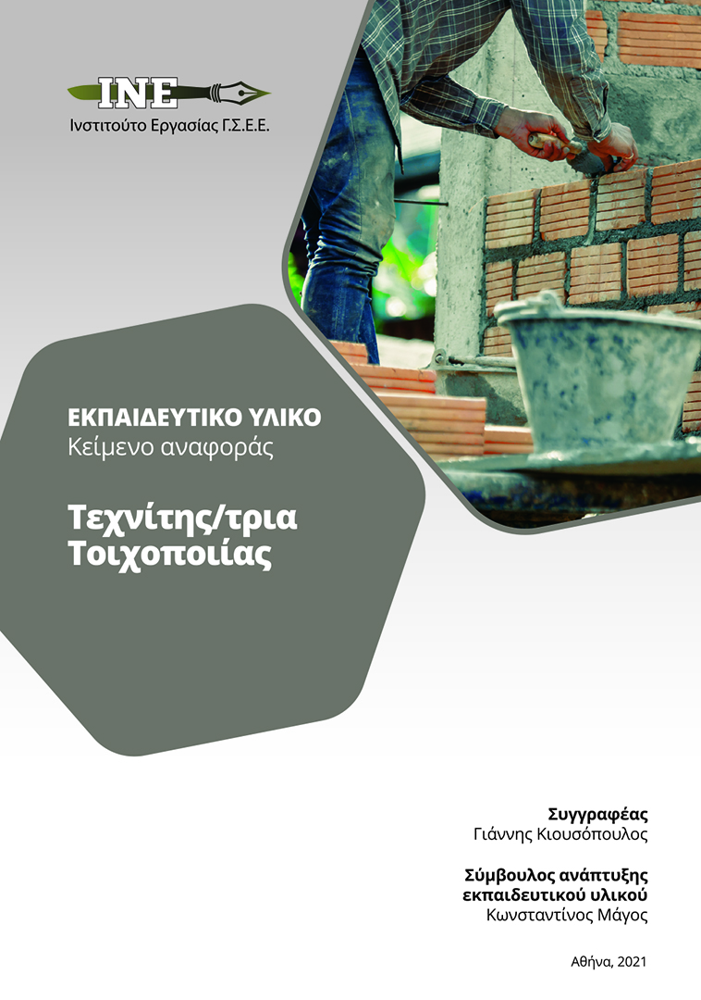 ΙΝΕ
Ινστιτούτο Εργασίας Γ.Σ.Ε.Ε.
ΕΚΠΑΙΔΕΥΤΙΚΟ ΥΛΙΚΟ
Κείμενο αναφοράς
Τεχνίτης/τρια
Τοιχοποιίας
Συγγραφέας
Γιάννης Κιουσόπουλος
Σύμβουλος ανάπτυξης
εκπαιδευτικού υλικού
Κωνσταντίνος Μάγος
Αθήνα, 2021